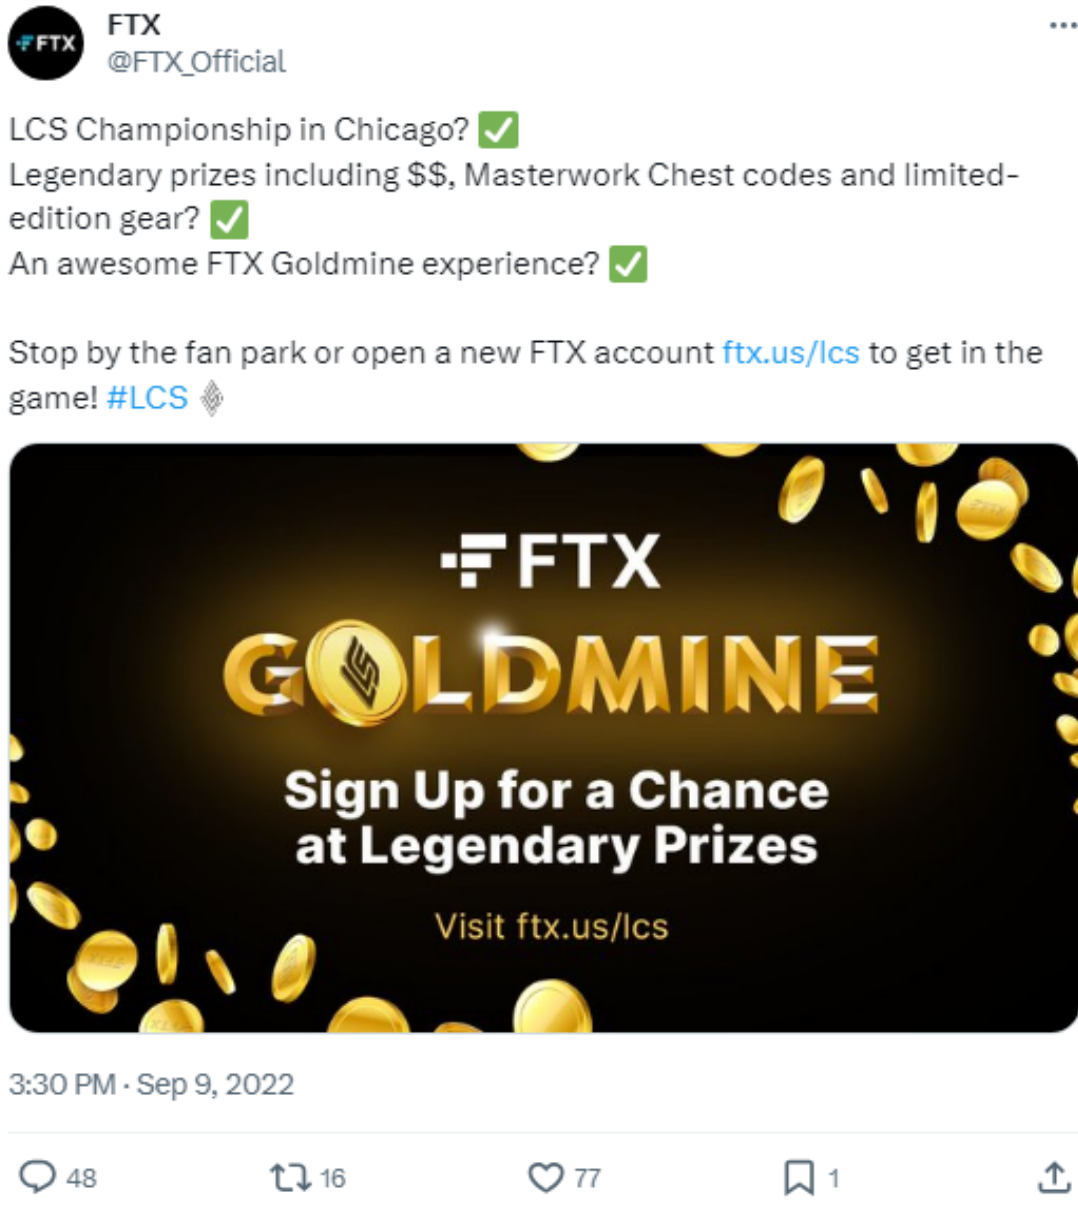 FTX
FTX
@FTX_Official
LCS Championship in Chicago? ✅
Legendary prizes including $$, Masterwork Chest codes and limited-
edition gear? ✅
An awesome FTX Goldmine experience? ✅
Stop by the fan park or open a new FTX account ftx.us/lcs to get in the
game! #LCS
FTX
GOLDMINE
Sign Up for a Chance
at Legendary Prizes
Visit ftx.us/lcs
3:30 PM · Sep 9, 2022
48 16 77 1